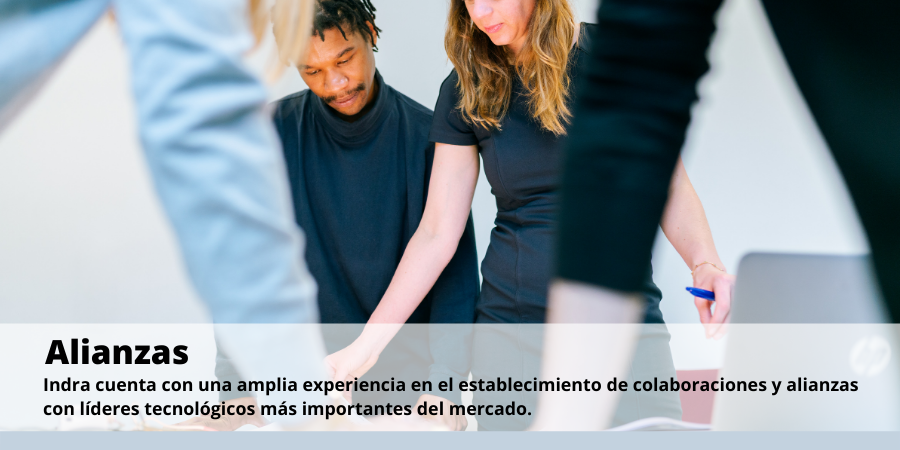 Alianzas
Indra cuenta con una amplia experiencia en el establecimiento de colaboraciones y alianzas
con líderes tecnológicos más importantes del mercado.